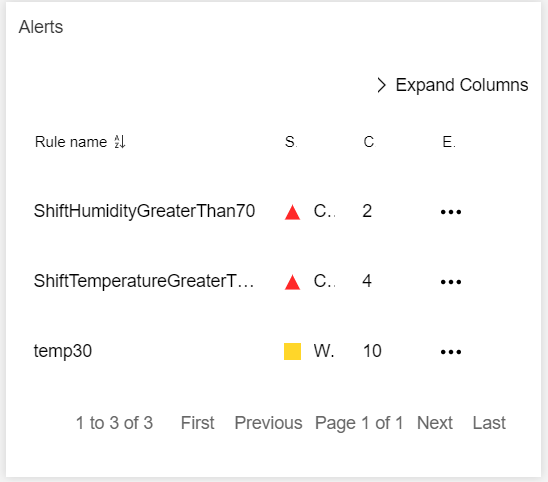 Alerts
Expand Columns
Rule name S. C E.
ShiftHumidityGreaterThan70 C.. 2 •••
ShiftTemperatureGreaterT... C.. 4 •••
temp30 W. 10 •••
1 to 3 of 3 First Previous Page 1 of 1 Next Last